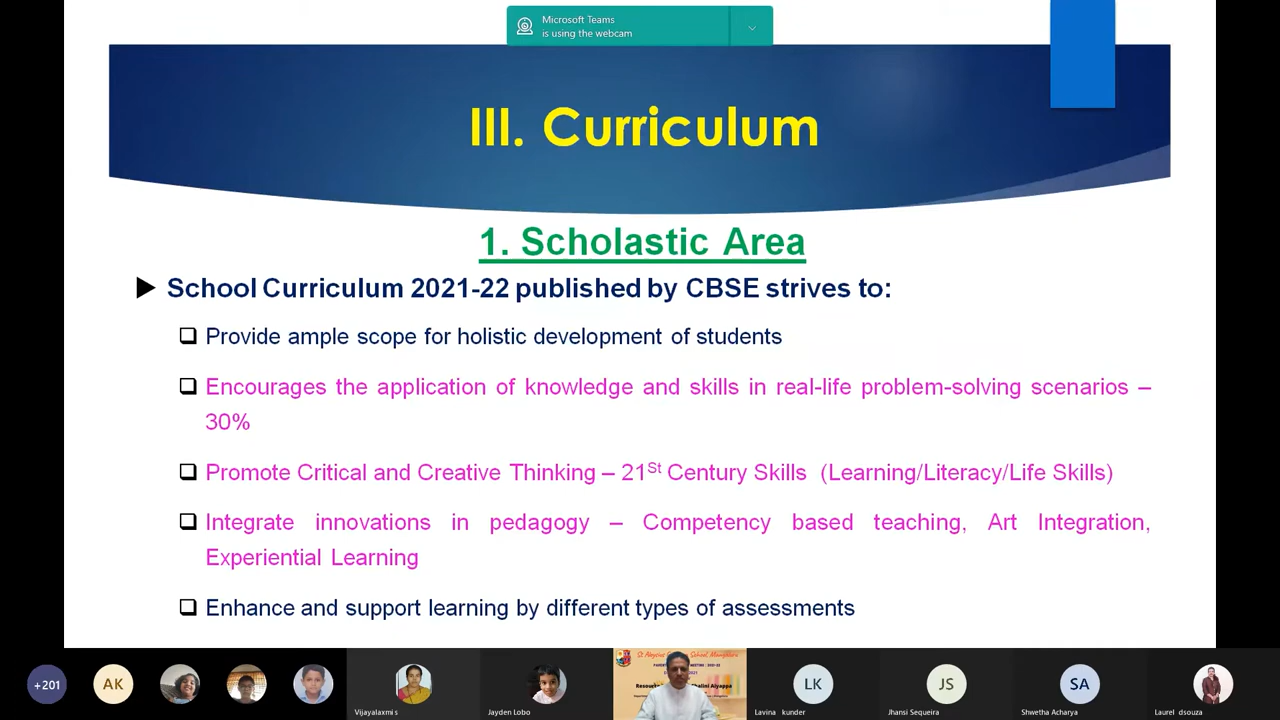 Microsoft Teams
is using the webcam
III. Curriculum
1. Scholastic Area
School Curriculum 2021-22 published by CBSE strives to:
Provide ample scope for holistic development of students
Encourages the application of knowledge and skills in real-life problem-solving scenarios –
30%
Promote Critical and Creative Thinking – 21St Century Skills (Learning/Literacy/Life Skills)
Integrate innovations in pedagogy – Competency based teaching, Art Integration,
Experiential Learning
Enhance and support learning by different types of assessments
+201
AK
LK
JS
SA
St Aloysius
School
Vijayalaxmi s
Jayden Lobo
Lavina kunder
Jhansi Sequeira
Shwetha Acharya
Laurel dsouza